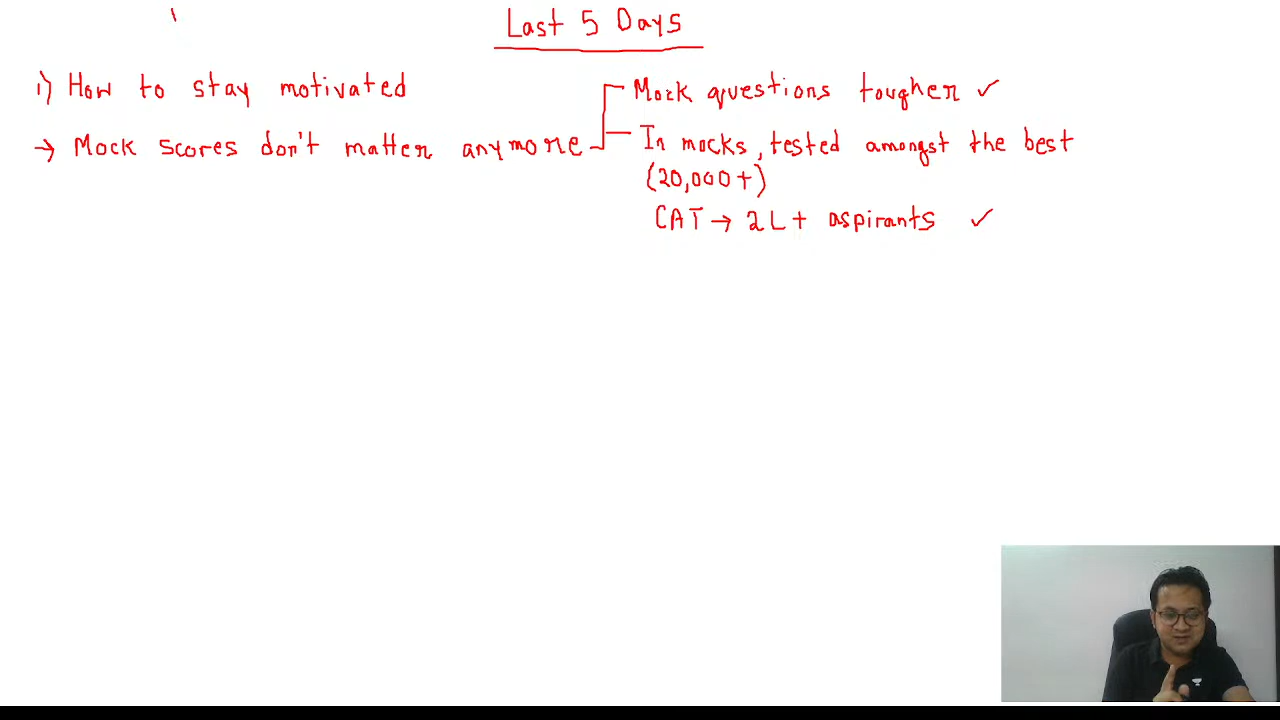 Last 5 Days
i) How to stay motivated
→ Mock scores don't matter anymore
Mock questions tougher ✓
In mocks, tested amongst the best
(20,000+)
CAT → 2L+ aspirants ✓